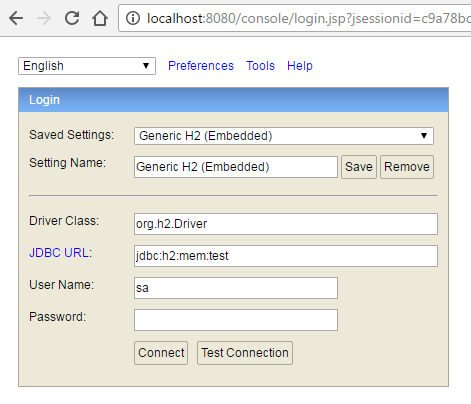 localhost:8080/console/login.jsp?jsessionid=c9a78b
English Preferences Tools Help
Login
Saved Settings: Generic H2 (Embedded)
Setting Name: Generic H2 (Embedded) Save Remove
Driver Class: org.h2.Driver
JDBC URL: jdbc:h2:mem:test
User Name: sa
Password:
Connect Test Connection